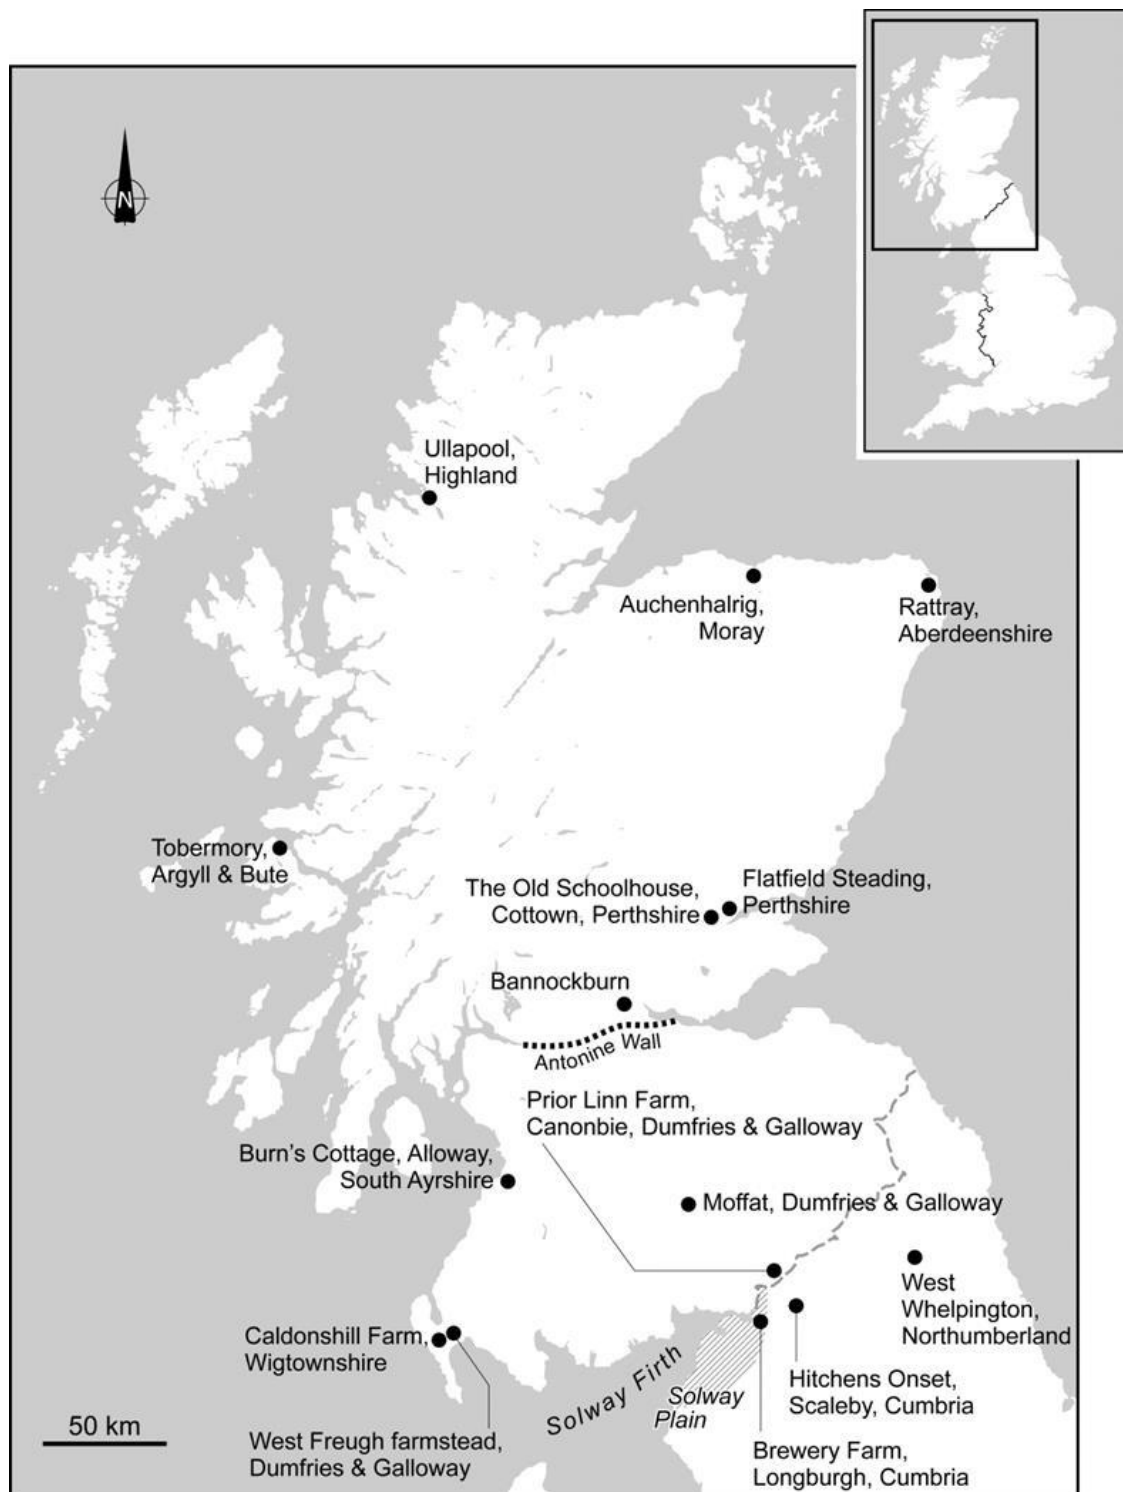 N
Ullapool,
Highland
Auchenhalrig,
Moray
Rattray,
Aberdeenshire
Tobermory,
Argyll & Bute
The Old Schoolhouse,
Cottown, Perthshire
Flatfield Steading,
Perthshire
Bannockburn
Antonine Wall
Prior Linn Farm,
Canonbie, Dumfries & Galloway
Burn's Cottage, Alloway,
South Ayrshire
Moffat, Dumfries & Galloway
West
Whelpington,
Northumberland
Caldonshill Farm,
Wigtownshire
Solway Firth
Solway
Plain
Hitchens Onset,
Scaleby, Cumbria
50 km
West Freugh farmstead,
Dumfries & Galloway
Brewery Farm,
Longburgh, Cumbria